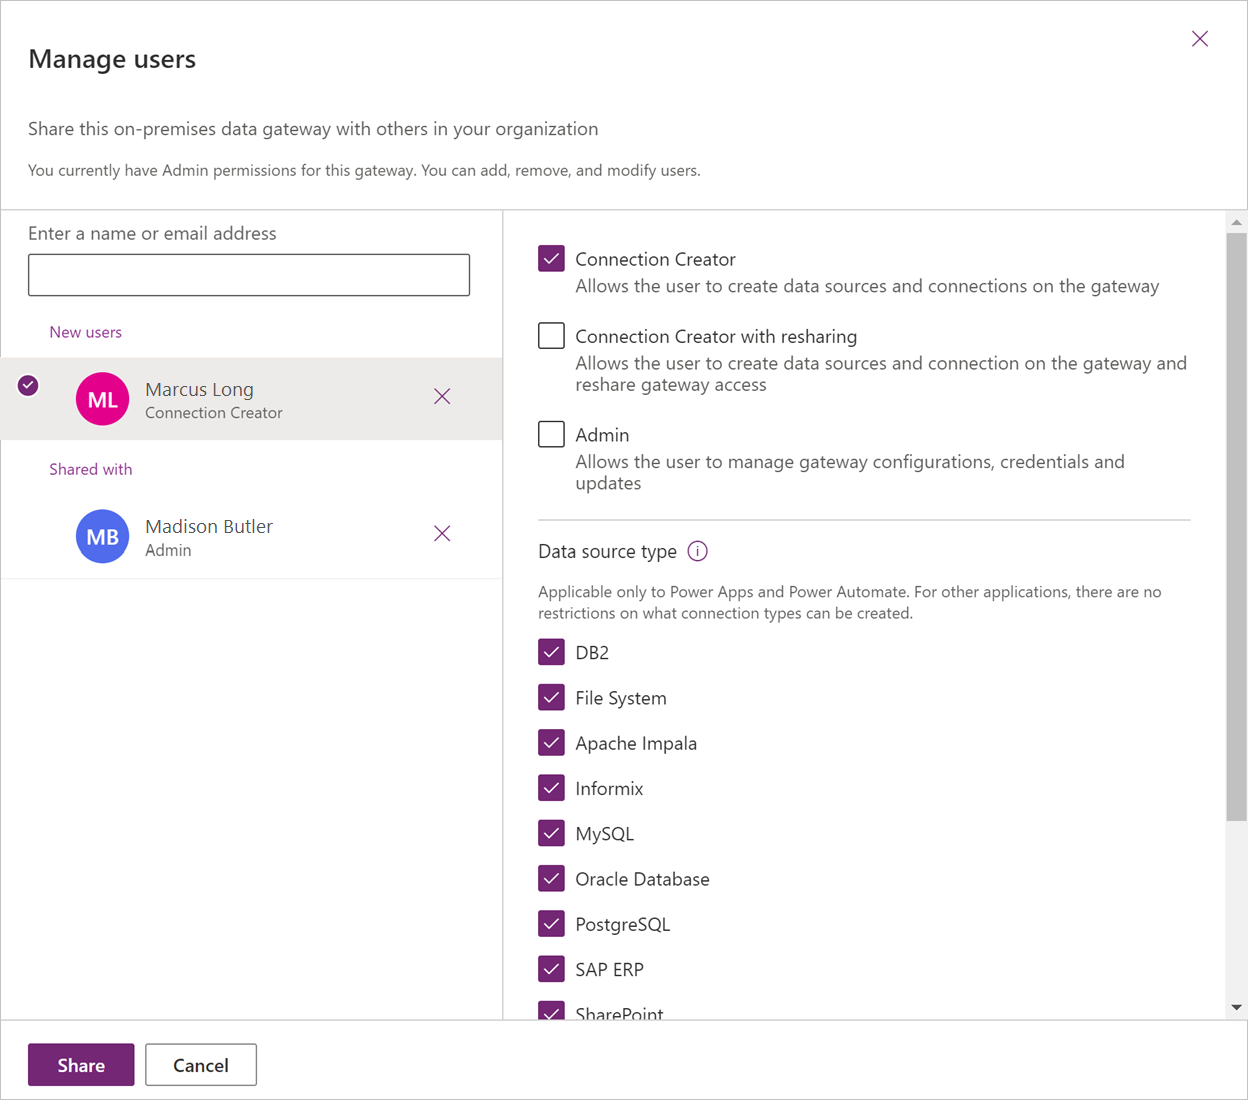 Manage users
Share this on-premises data gateway with others in your organization
You currently have Admin permissions for this gateway. You can add, remove, and modify users.
Enter a name or email address
New users
ML
Marcus Long
Connection Creator
Shared with
MB
Madison Butler
Admin
Connection Creator
Allows the user to create data sources and connections on the gateway
Connection Creator with resharing
Allows the user to create data sources and connection on the gateway and
reshare gateway access
Admin
Allows the user to manage gateway configurations, credentials and
updates
Data source type
Applicable only to Power Apps and Power Automate. For other applications, there are no
restrictions on what connection types can be created.
DB2
File System
Apache Impala
Informix
MySQL
Oracle Database
PostgreSQL
SAP ERP
SharePoint
Share
Cancel